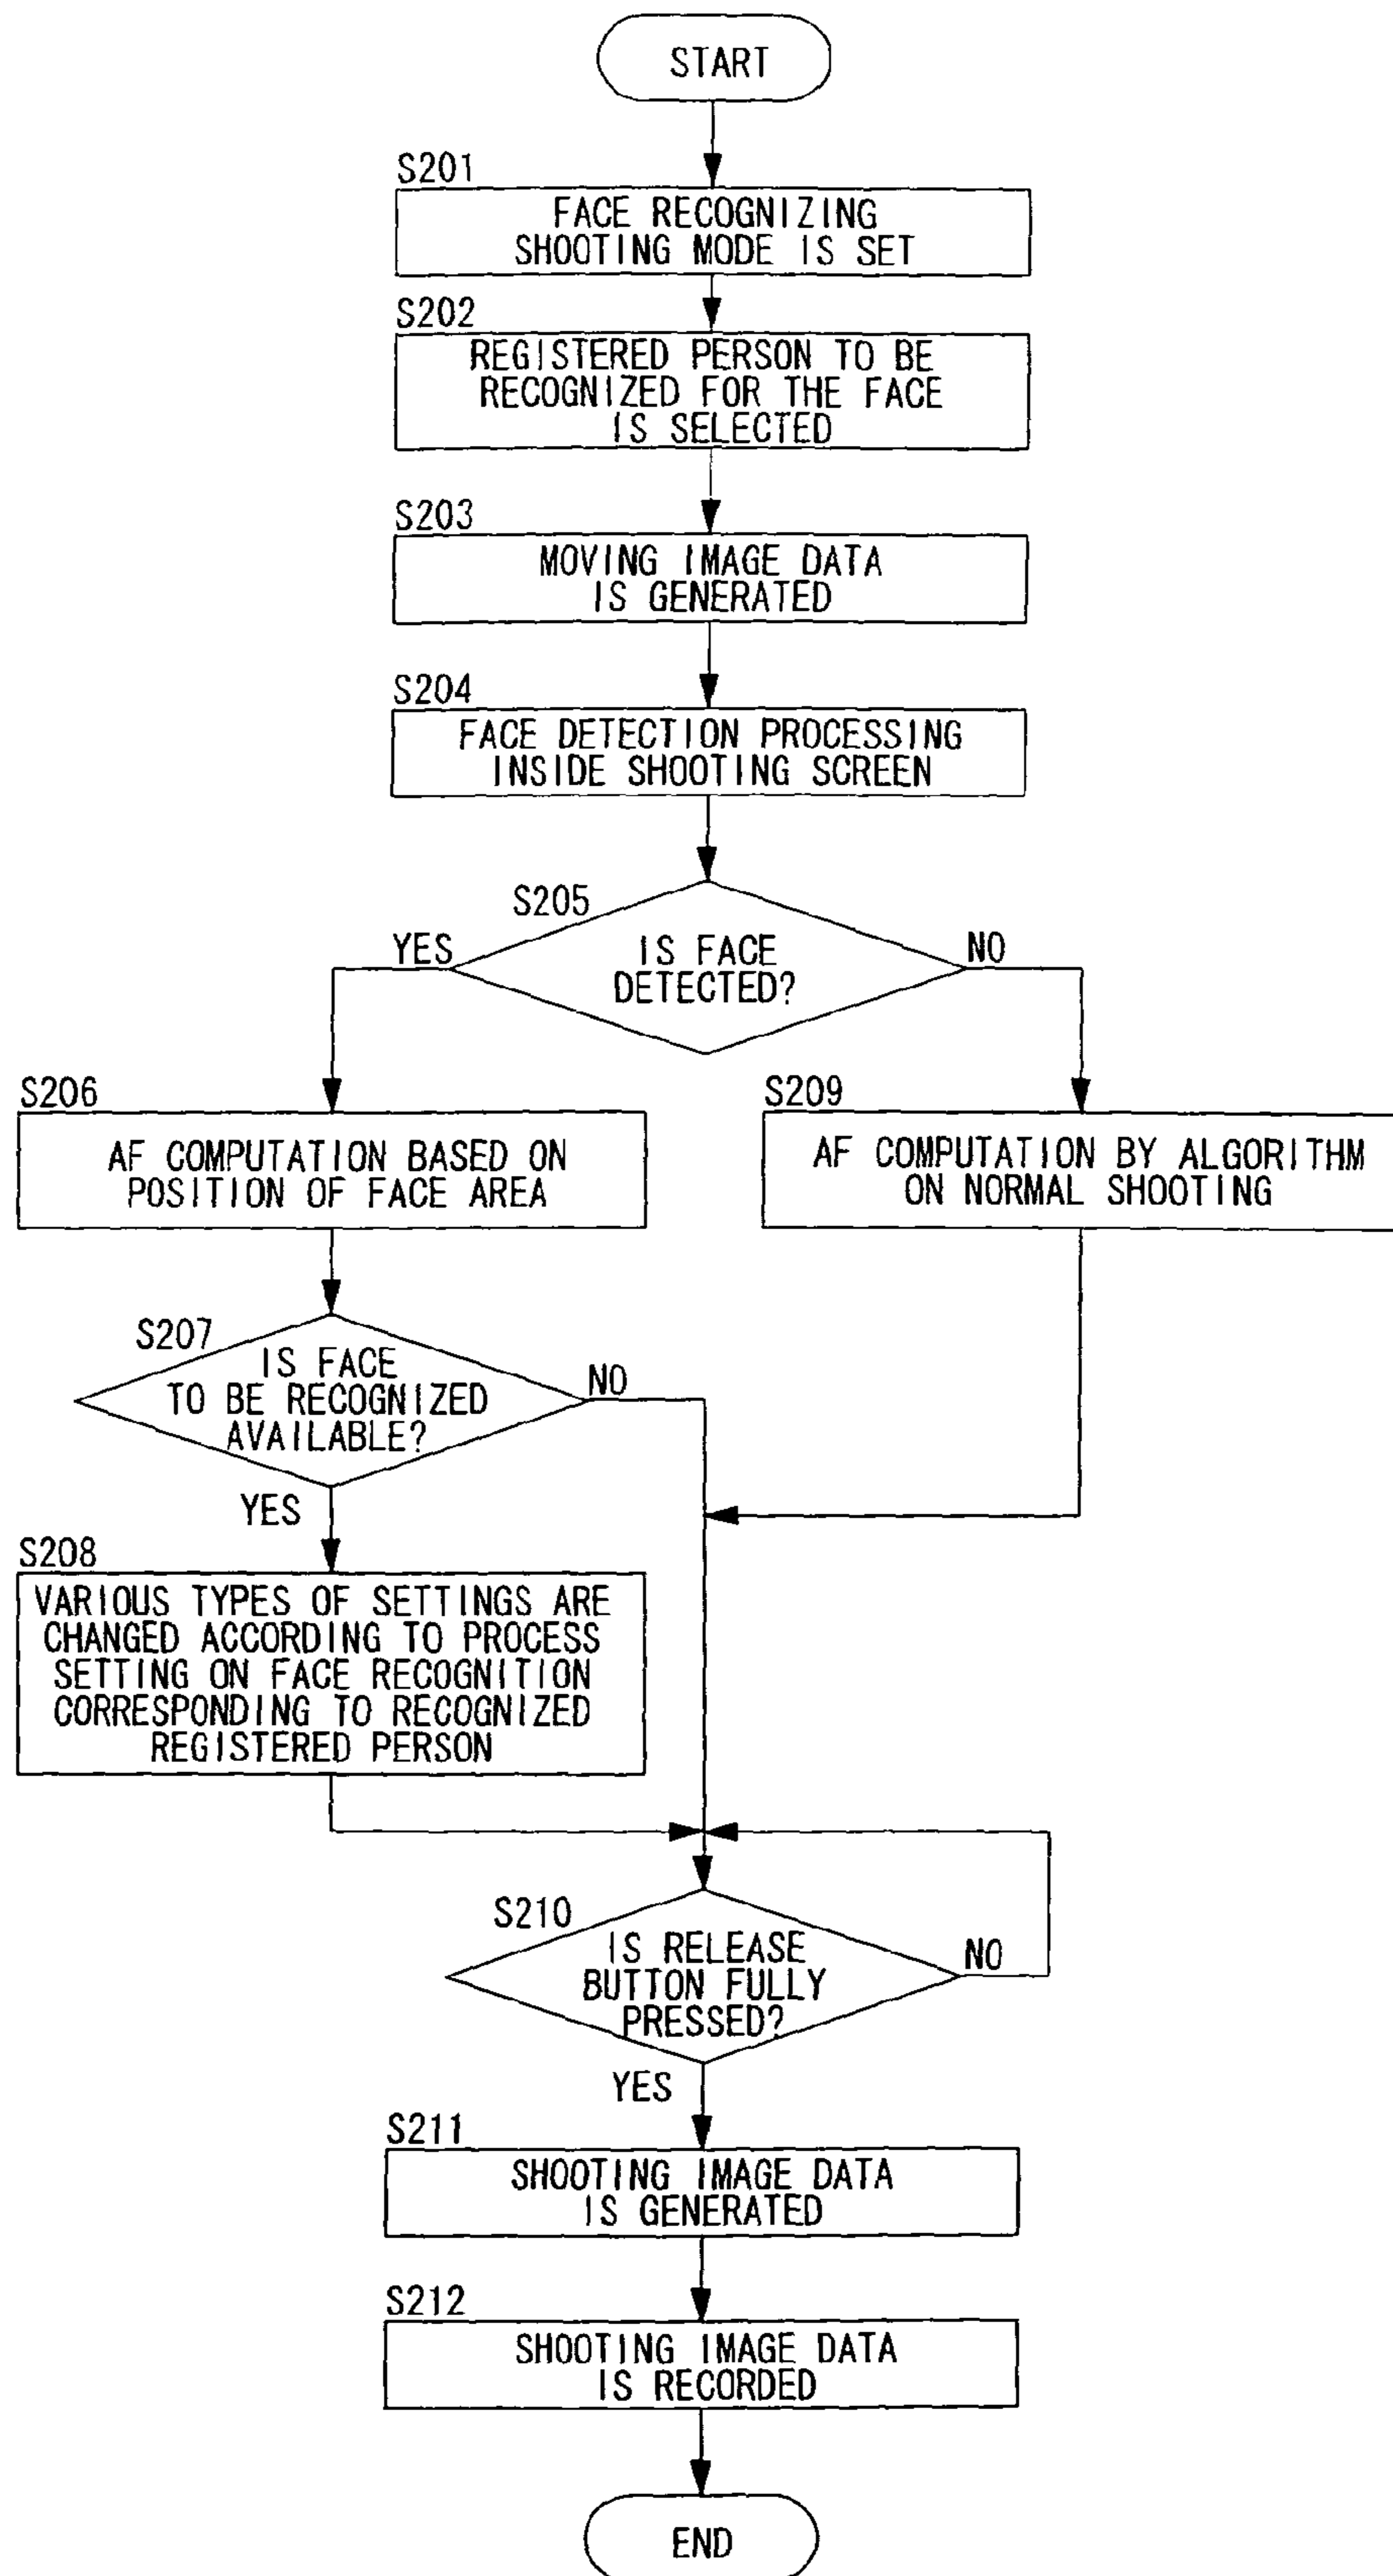 START
S201
FACE RECOGNIZING
SHOOTING MODE IS SET
S202
REGISTERED PERSON TO BE
RECOGNIZED FOR THE FACE
IS SELECTED
S203
MOVING IMAGE DATA
IS GENERATED
S204
FACE DETECTION PROCESSING
INSIDE SHOOTING SCREEN
S205
IS FACE
DETECTED?
YES
NO
S206
AF COMPUTATION BASED ON
POSITION OF FACE AREA
S209
AF COMPUTATION BY ALGORITHM
ON NORMAL SHOOTING
S207
IS FACE
TO BE RECOGNIZED
AVAILABLE?
NO
YES
S208
VARIOUS TYPES OF SETTINGS ARE
CHANGED ACCORDING TO PROCESS
SETTING ON FACE RECOGNITION
CORRESPONDING TO RECOGNIZED
REGISTERED PERSON
S210
IS RELEASE
BUTTON FULLY
PRESSED?
NO
YES
S211
SHOOTING IMAGE DATA
IS GENERATED
S212
SHOOTING IMAGE DATA
IS RECORDED
END